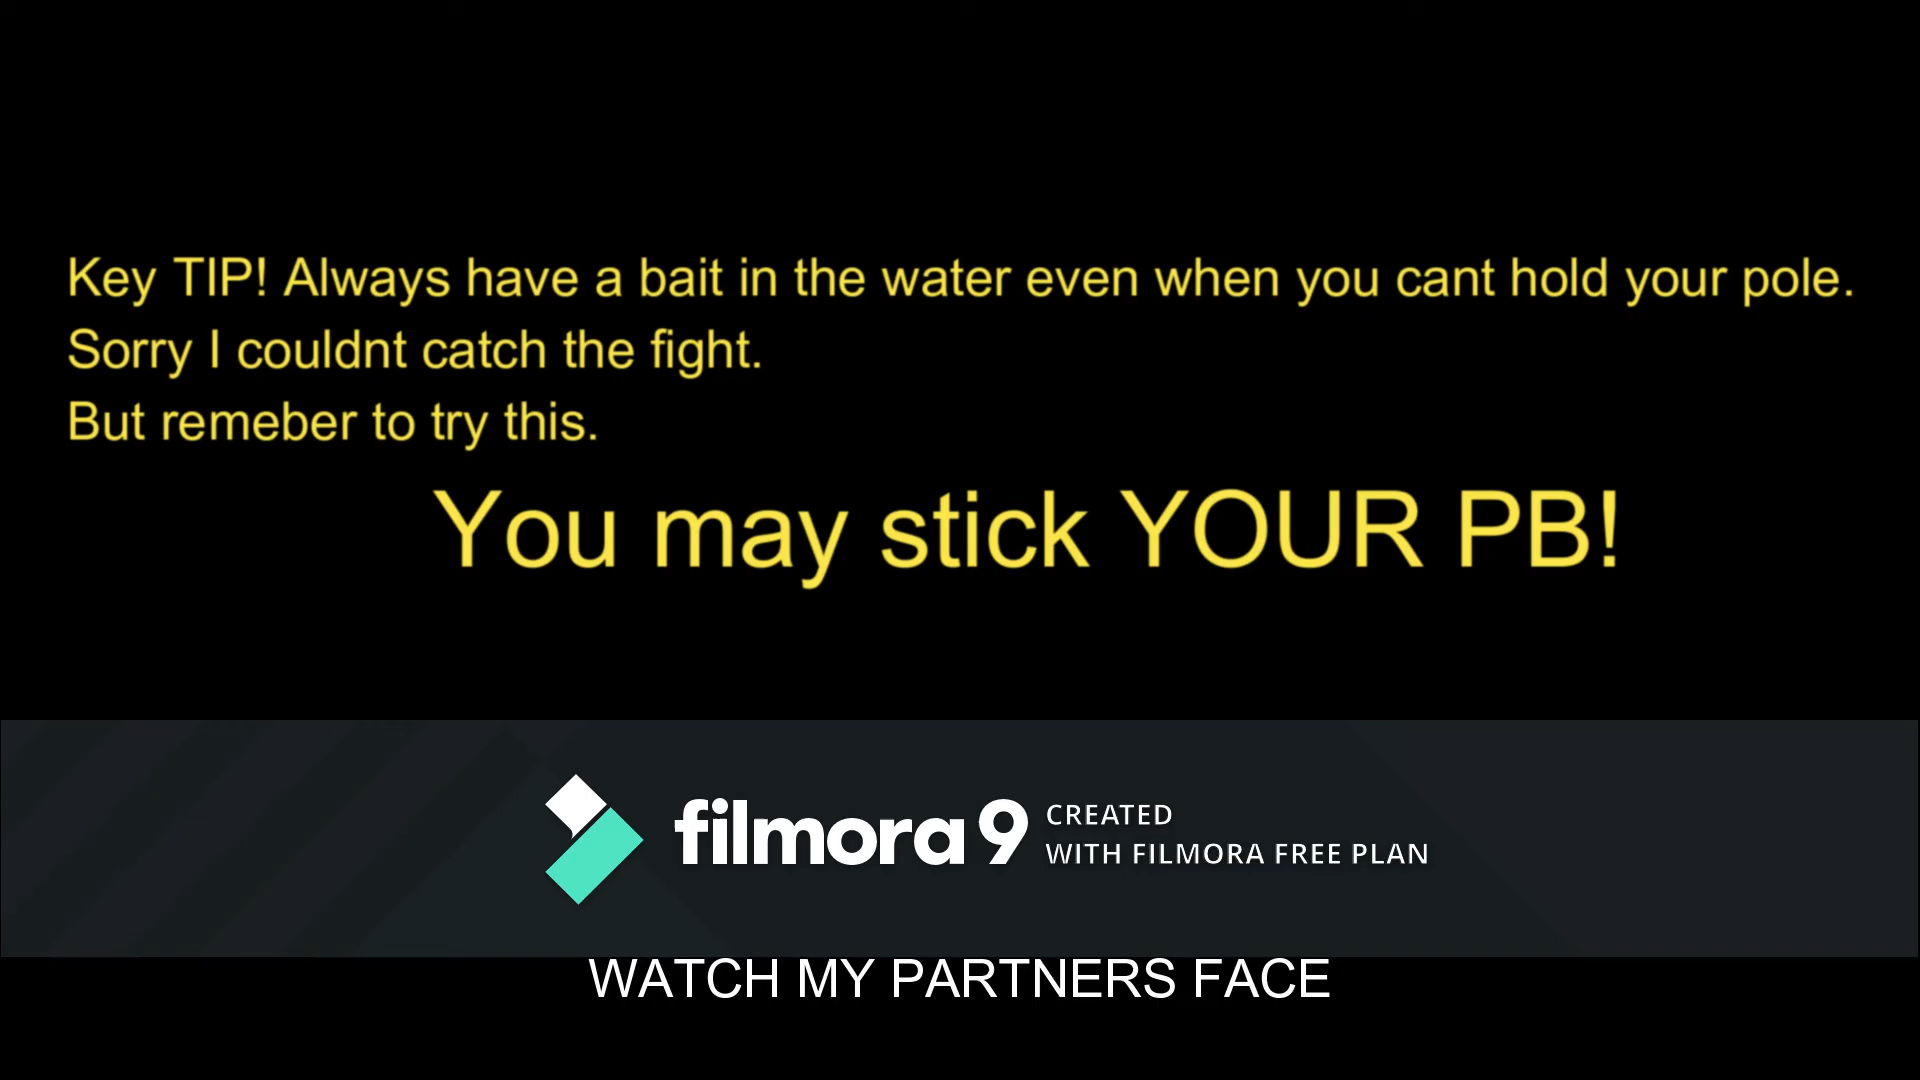 Key TIP! Always have a bait in the water even when you cant hold your pole.
Sorry I couldnt catch the fight.
But remeber to try this.
You may stick YOUR PB!
filmora 9 CREATED
WITH FILMORA FREE PLAN
WATCH MY PARTNERS FACE